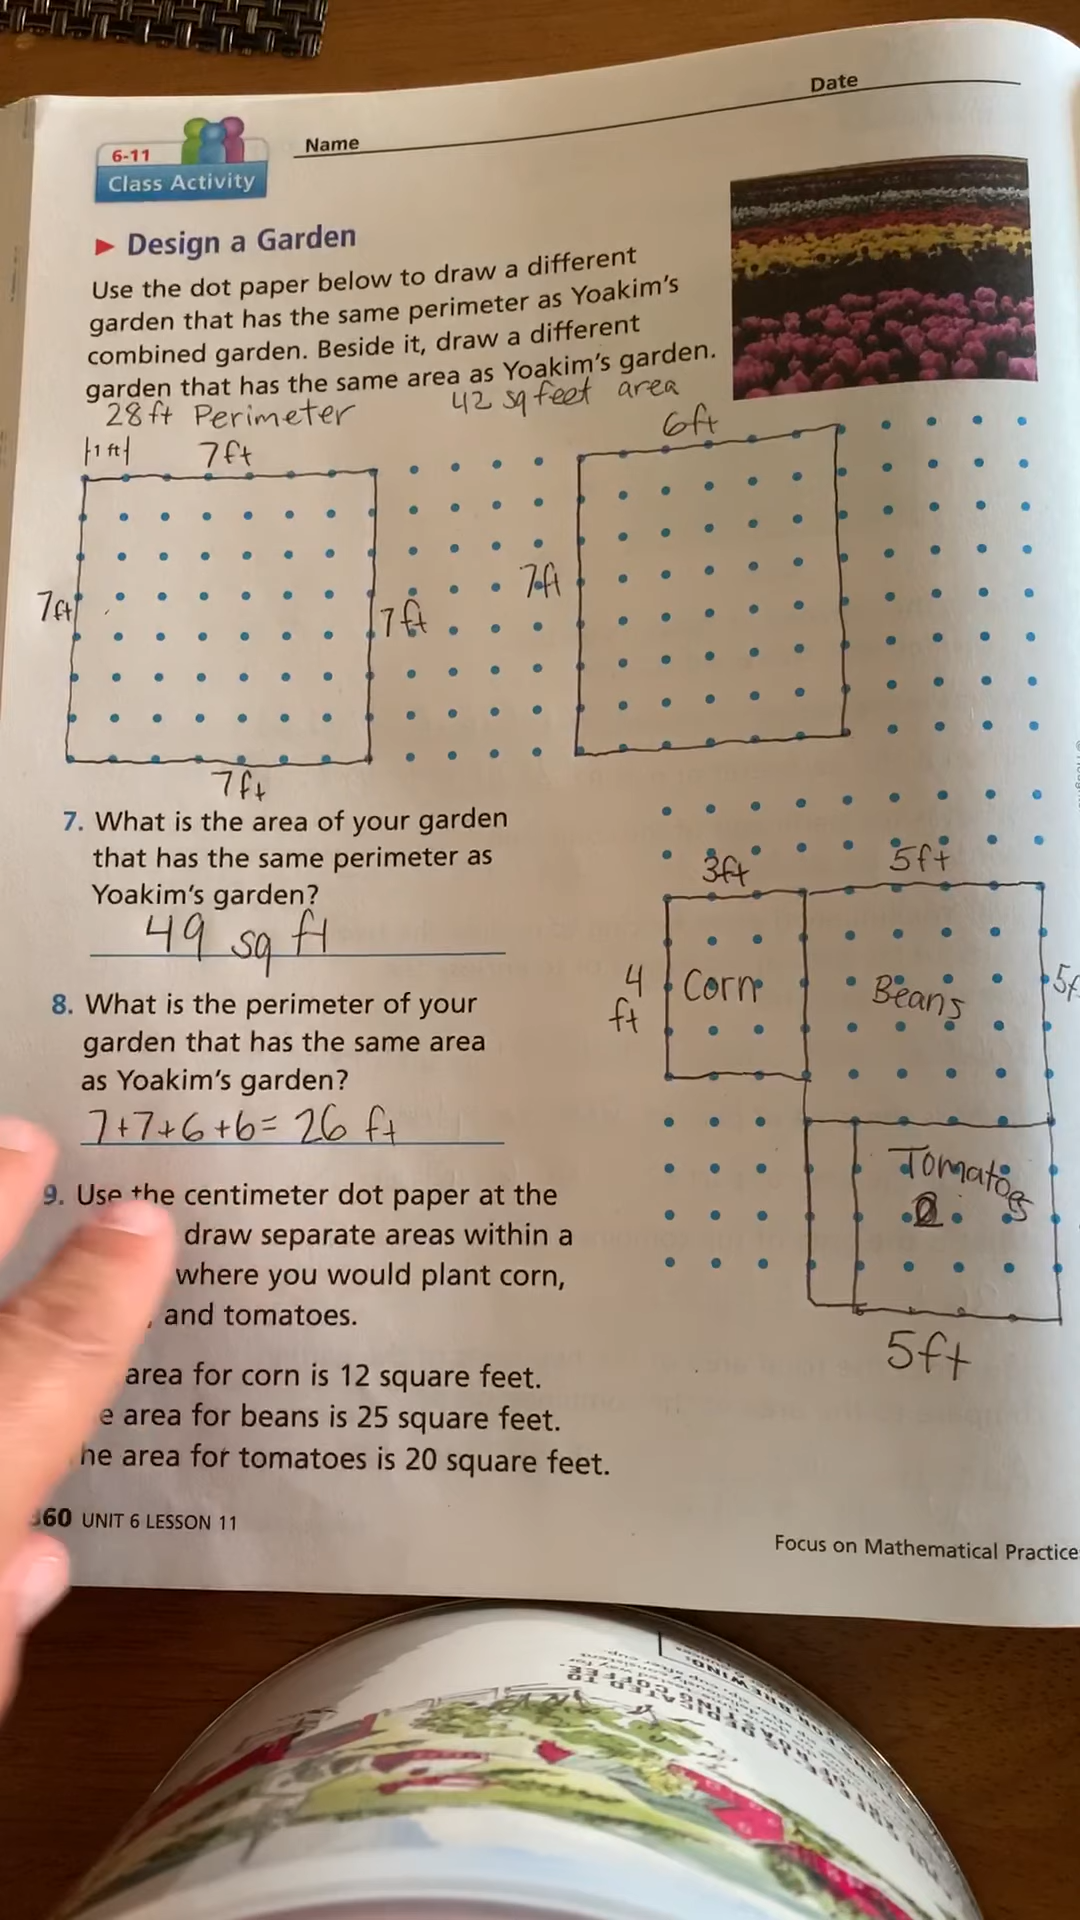 Date
Name
6-11
Class Activity
Design a Garden
Use the dot paper below to draw a different
garden that has the same perimeter as Yoakim's
combined garden. Beside it, draw a different
garden that has the same area as Yoakim's garden.
28ft Perimeter
42 sq feet area
1 ft
7ft
6ft
7ft
7ft
7ft
7ft
7. What is the area of your garden
that has the same perimeter as
Yoakim's garden?
49 sq ft
3ft
5ft
4
ft
Corn
Beans
5f
8. What is the perimeter of your
garden that has the same area
as Yoakim's garden?
7+7+6+6= 26 ft
Tomatoes
5ft
9. Use the centimeter dot paper at the
draw separate areas within a
where you would plant corn,
, and tomatoes.
area for corn is 12 square feet.
e area for beans is 25 square feet.
he area for tomatoes is 20 square feet.
60 UNIT 6 LESSON 11
Focus on Mathematical Practice